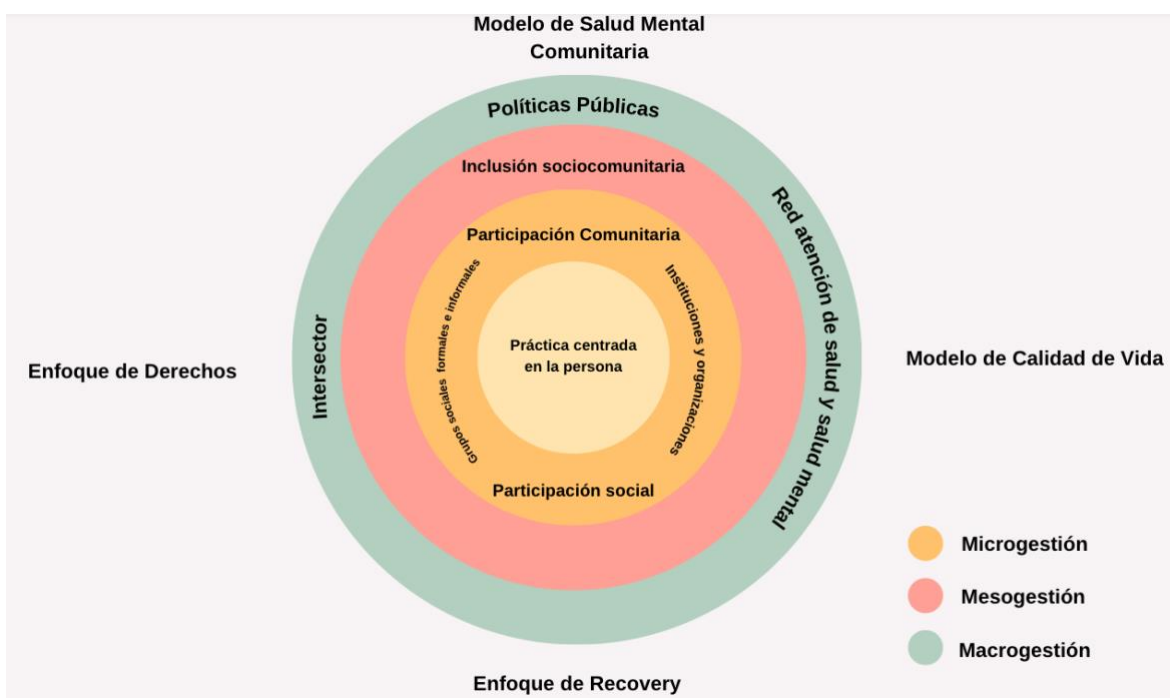 Modelo de Salud Mental
Comunitaria
Políticas Públicas
Inclusión sociocomunitaria
Red atención de salud y salud mental
Participación Comunitaria
Grupos sociales formales e informales
Instituciones y organizaciones
Intersector
Práctica centrada
en la persona
Enfoque de Derechos
Modelo de Calidad de Vida
Participación social
Microgestión
Mesogestión
Macrogestión
Enfoque de Recovery